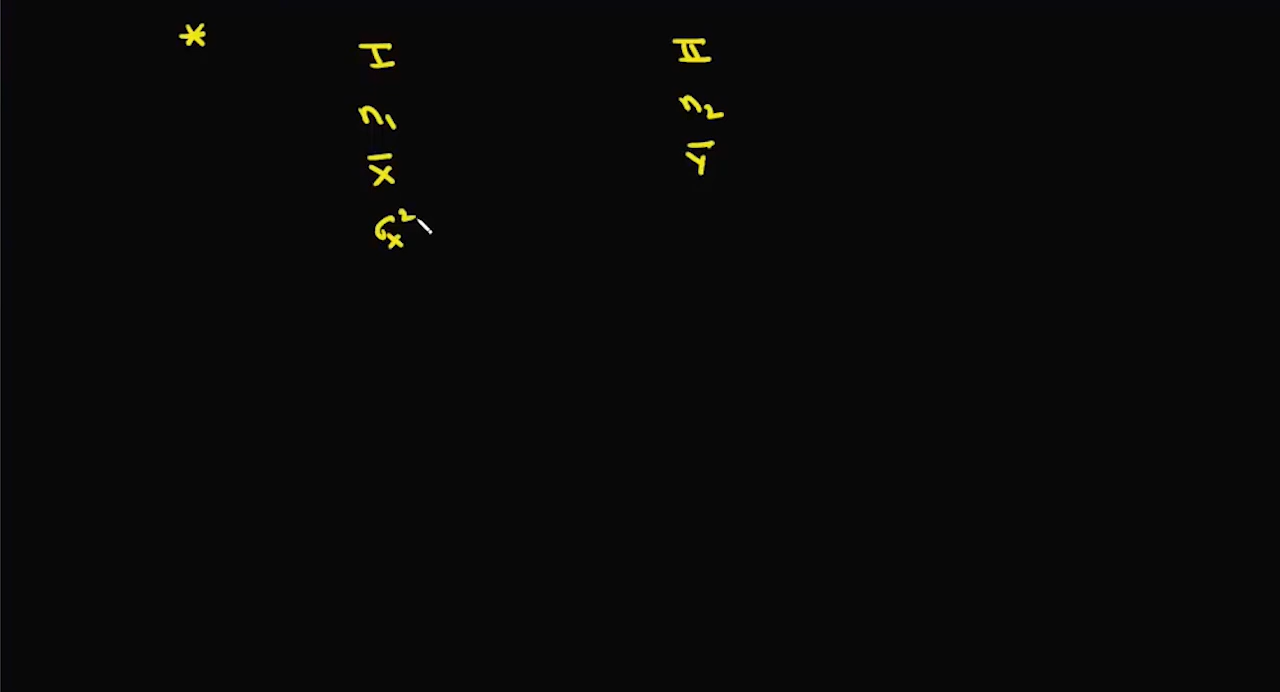 * I II
n₁ n₂
x̄ ȳ
σₓ²